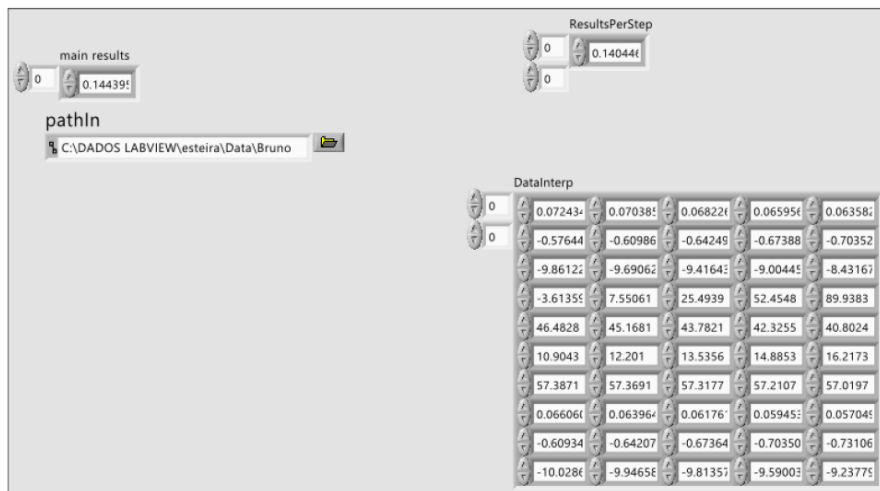 ResultsPerStep
0 0.140446
0
main results
0 0.144395
pathIn
C:\DADOS LABVIEW\esteira\Data\Bruno
DataInterp
0 0.07243 0.07038 0.06822 0.065956 0.063582
0 -0.57644 -0.60986 -0.64249 -0.67388 -0.70352
-9.86122 -9.69062 -9.41643 -9.00445 -8.43167
-3.61359 7.55061 25.4939 52.4548 89.9383
46.4828 45.1681 43.7821 42.3255 40.8024
10.9043 12.201 13.5356 14.8853 16.2173
57.3871 57.3691 57.3177 57.2107 57.0197
0.06606 0.06396 0.06176 0.05945 0.05704
-0.60934 -0.64207 -0.67364 -0.70350 -0.73106
-10.0286 -9.94658 -9.81357 -9.59003 -9.23779